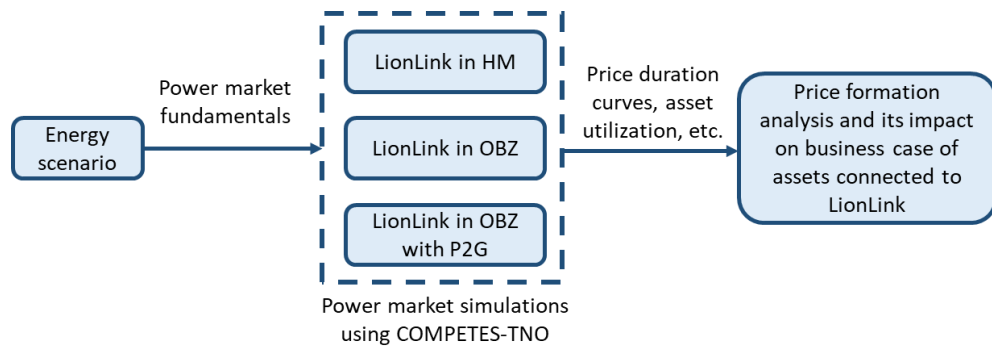 Energy
scenario
Power market
fundamentals
LionLink in HM
LionLink in OBZ
LionLink in OBZ
with P2G
Power market simulations
using COMPETES-TNO
Price duration
curves, asset
utilization, etc.
Price formation
analysis and its impact
on business case of
assets connected to
LionLink